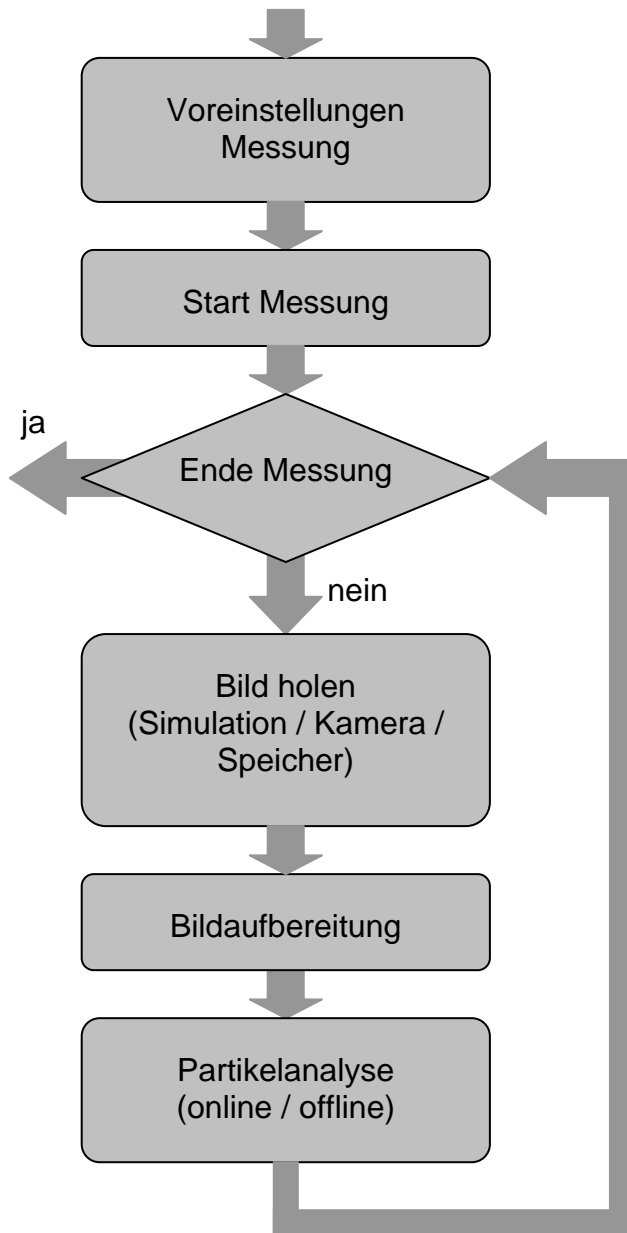 Voreinstellungen
Messung
Start Messung
ja
Ende Messung
nein
Bild holen
(Simulation / Kamera /
Speicher)
Bildaufbereitung
Partikelanalyse
(online / offline)